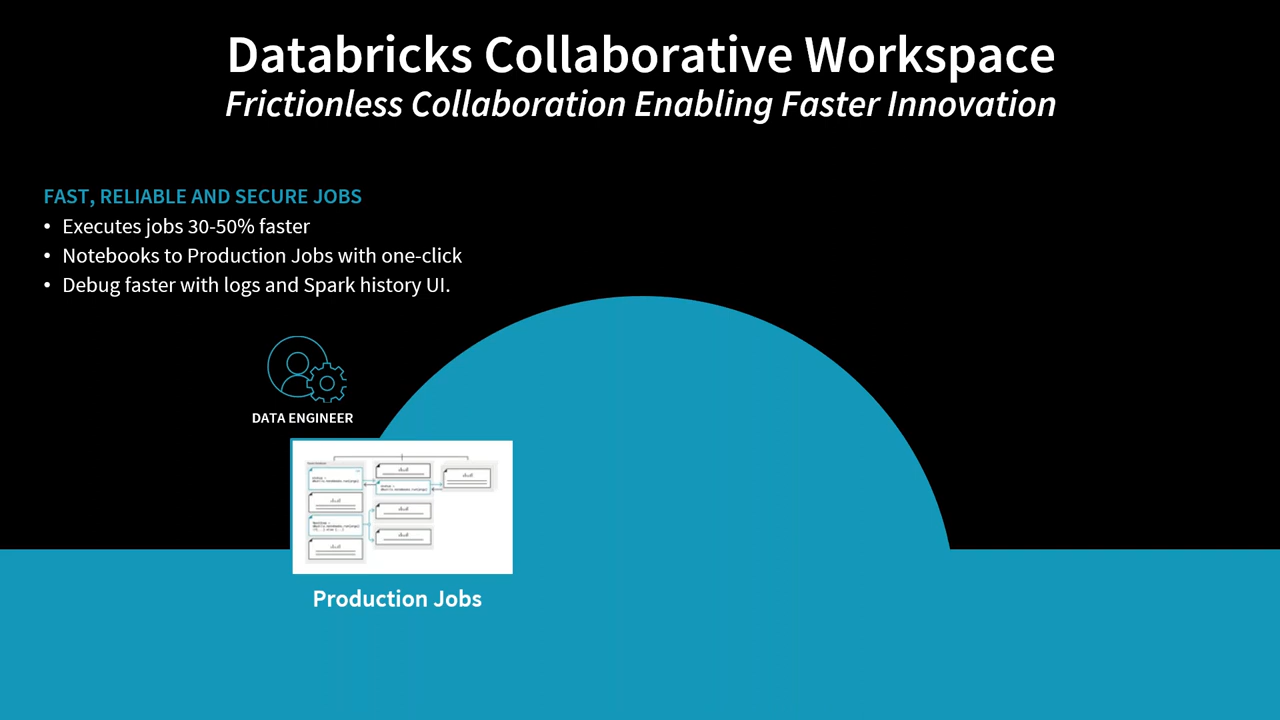 Databricks Collaborative Workspace
Frictionless Collaboration Enabling Faster Innovation
FAST, RELIABLE AND SECURE JOBS
• Executes jobs 30-50% faster
• Notebooks to Production Jobs with one-click
• Debug faster with logs and Spark history UI.
DATA ENGINEER
Production Jobs